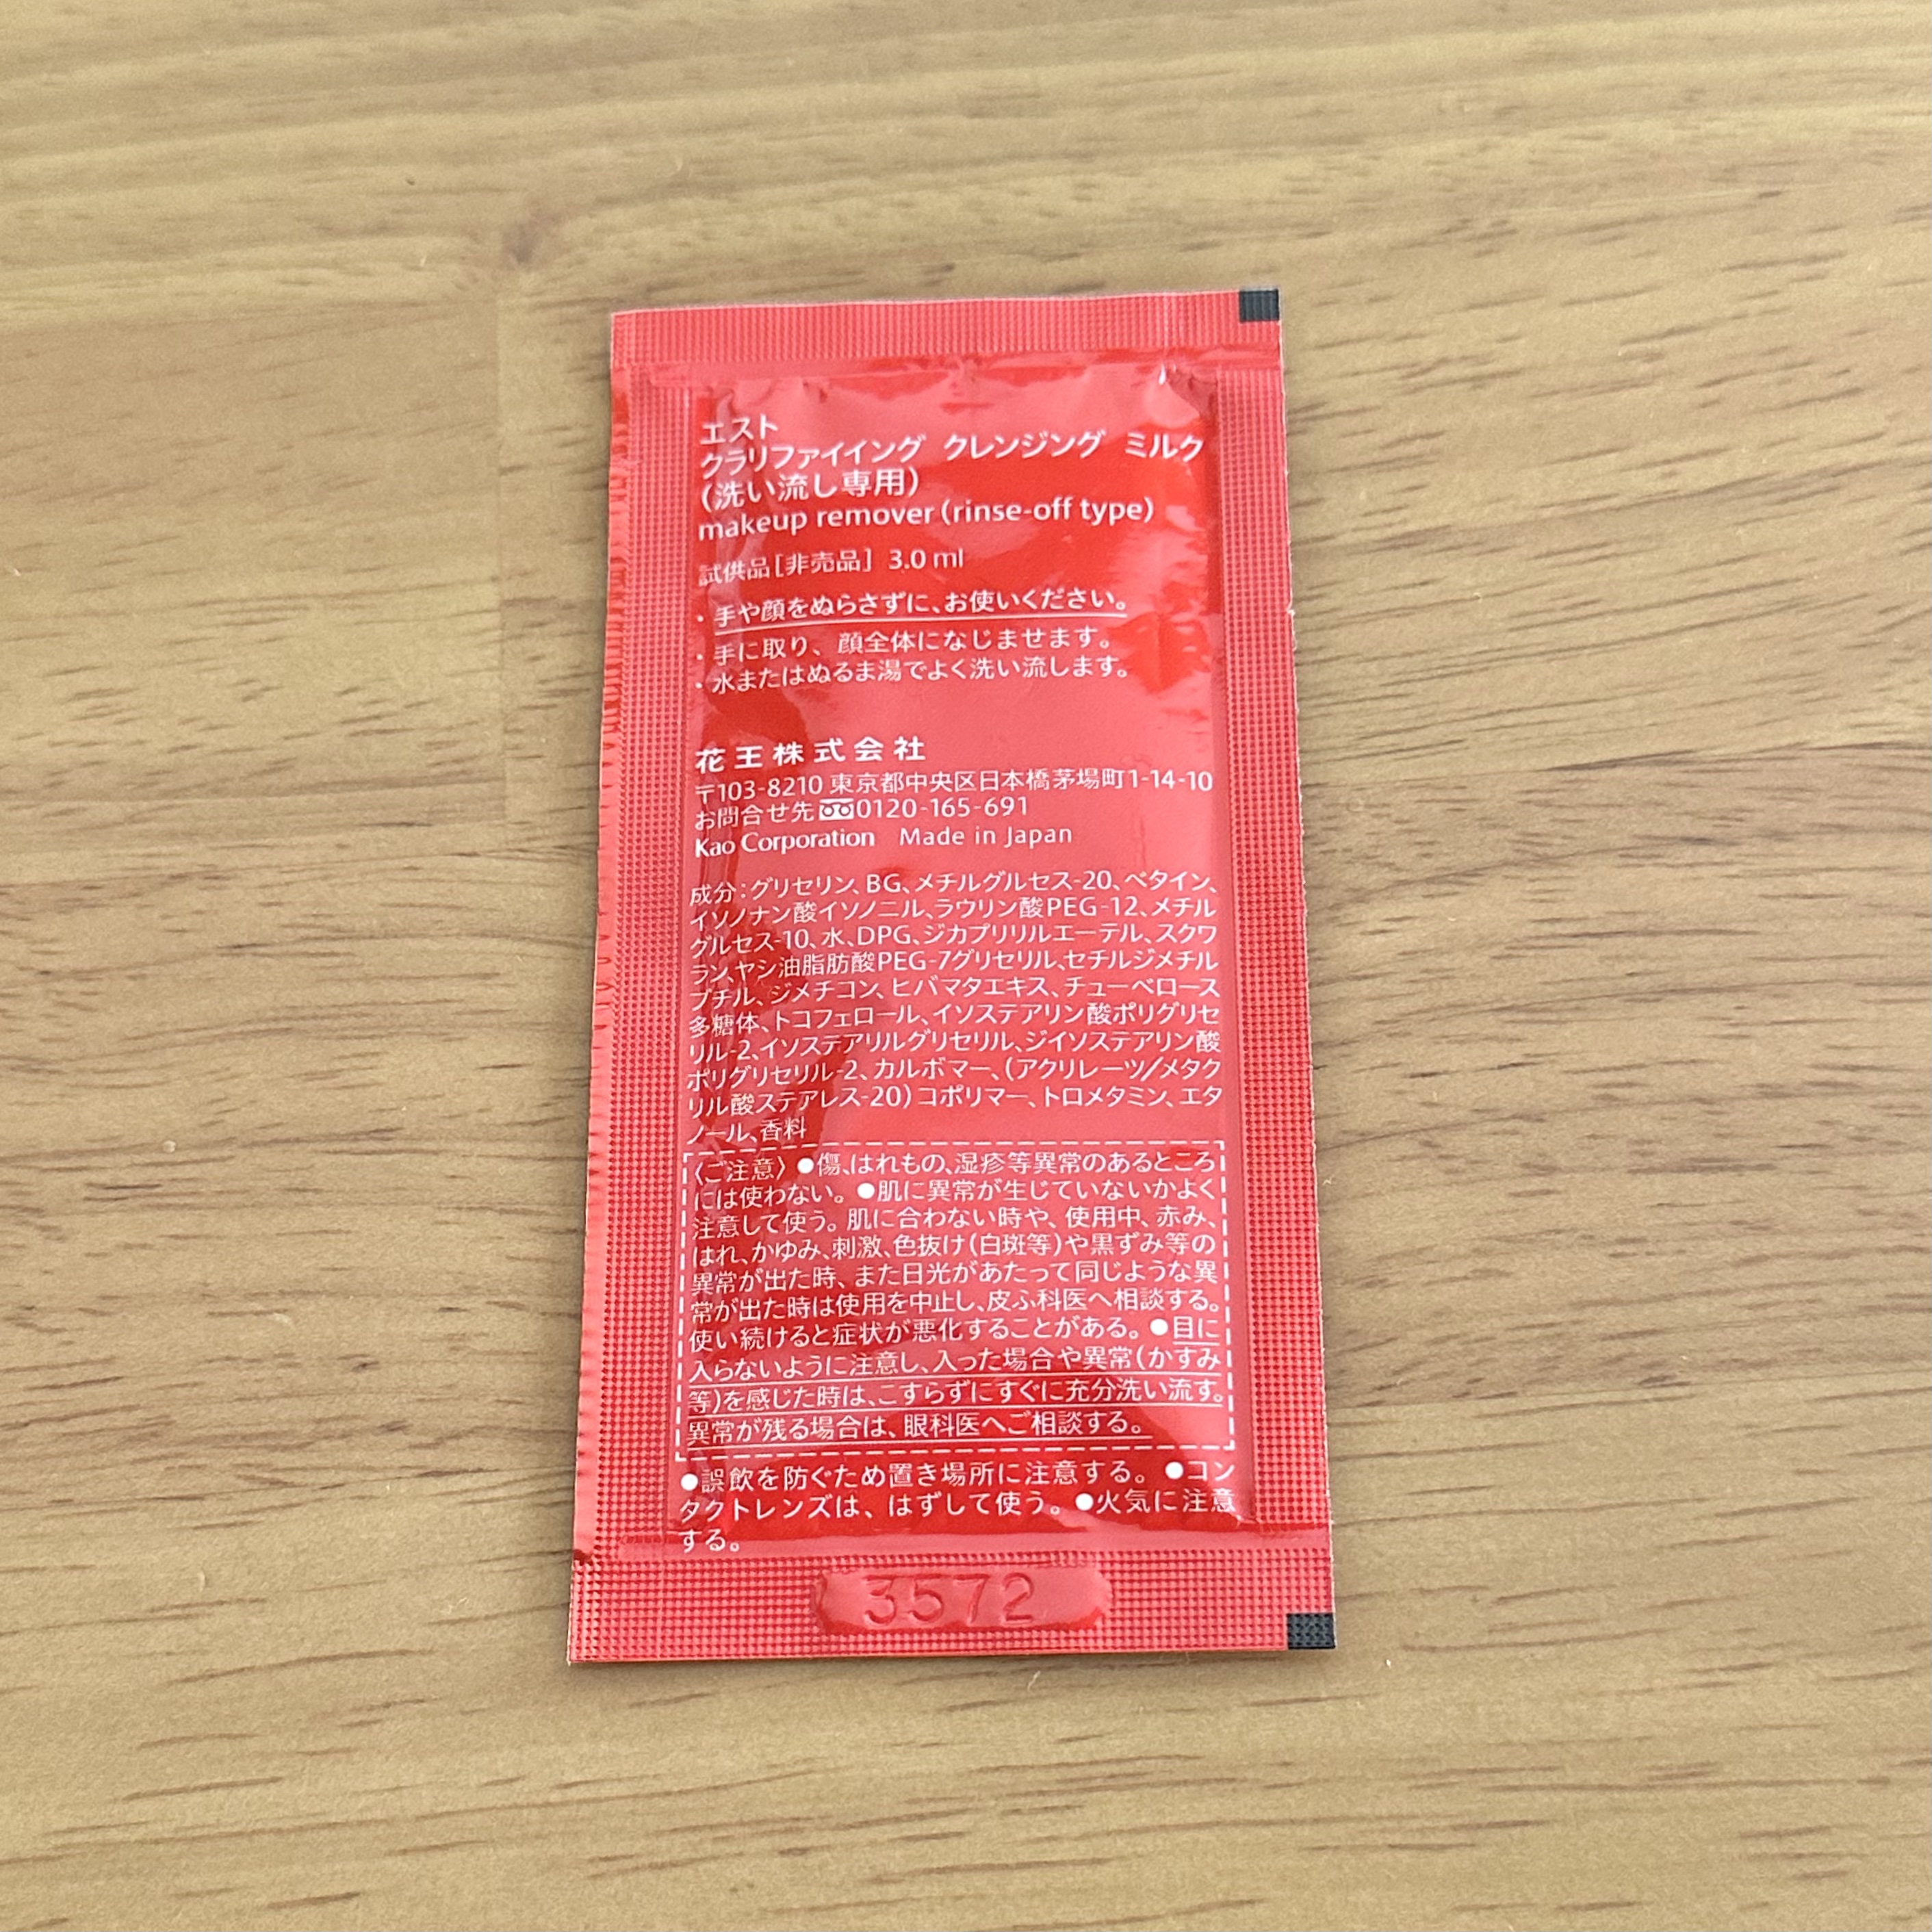 エスト
クラリファイイング クレンジング ミルク
(洗い流し専用)
makeup remover (rinse-off type)
試供品[非売品] 3.0 ml
・手や顔をぬらさずに、お使いください。
・手に取り、顔全体になじませます。
・水またはぬるま湯でよく洗い流します。
花王株式会社
〒103-8210 東京都中央区日本橋茅場町1-14-10
お問合せ先 0120-165-691
Kao Corporation Made in Japan
成分:グリセリン、BG、メチルグルセス-20、ベタイン、
イソノナン酸イソノニル、ラウリン酸PEG-12、メチル
グルセス-10、水、DPG、ジカプリリルエーテル、スクワ
ラン、ヤシ油脂肪酸PEG-7グリセリル、セチルジメチル
ブチル、ジメチコン、ヒバマタエキス、チューベロース
多糖体、トコフェロール、イソステアリン酸ポリグリセ
リル-2、イソステアリルグリセリル、ジイソステアリン酸
ポリグリセリル-2、カルボマー、(アクリレーツ/メタク
リル酸ステアレス-20)コポリマー、トロメタミン、エタ
ノール、香料
〈ご注意〉●傷、はれもの、湿疹等異常のあるところ
には使わない。●肌に異常が生じていないかよく
注意して使う。肌に合わない時や、使用中、赤み、
はれ、かゆみ、刺激、色抜け(白斑等)や黒ずみ等の
異常が出た時、また日光があたって同じような異
常が出た時は使用を中止し、皮ふ科医へ相談する。
使い続けると症状が悪化することがある。●目に
入らないように注意し、入った場合や異常(かすみ
等)を感じた時は、こすらずにすぐに充分洗い流す。
異常が残る場合は、眼科医へご相談する。
●誤飲を防ぐため置き場所に注意する。●コン
タクトレンズは、はずして使う。●火気に注意
する。
3572